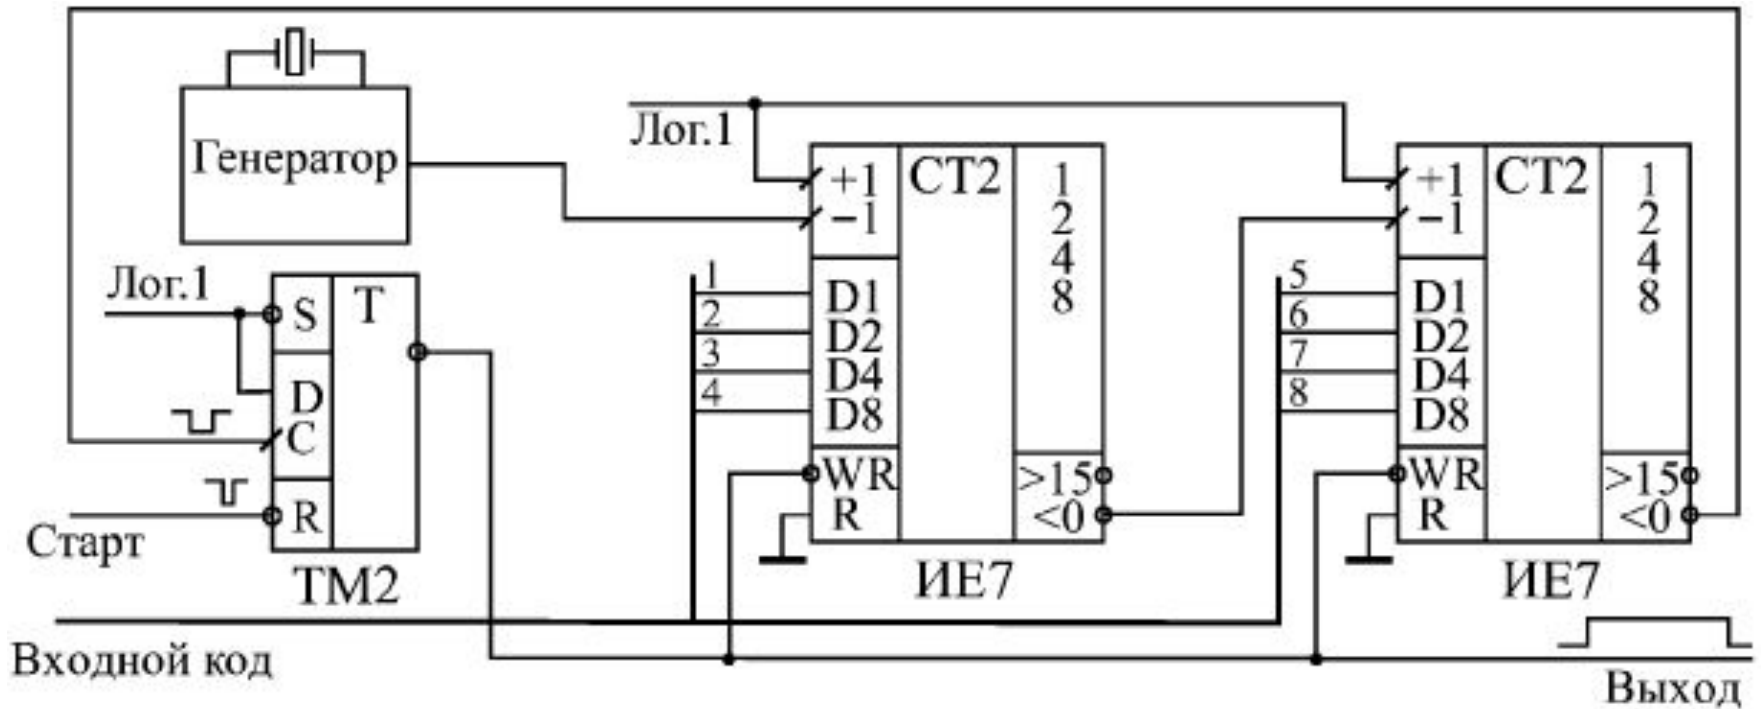 Генератор
Лог.1
+1 CT2 1
−1 2
4
8
+1 CT2 1
−1 2
4
8
Лог.1
S T
D
C
R
Старт
ТМ2
1 D1
2 D2
3 D4
4 D8
WR >15
R <0
ИЕ7
5 D1
6 D2
7 D4
8 D8
WR >15
R <0
ИЕ7
Входной код
Выход